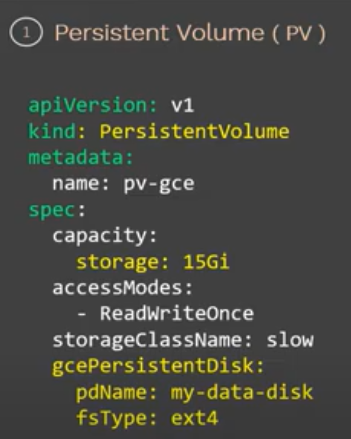 1 Persistent Volume ( PV )
apiVersion: v1
kind: PersistentVolume
metadata:
  name: pv-gce
spec:
  capacity:
    storage: 15Gi
  accessModes:
    - ReadWriteOnce
  storageClassName: slow
  gcePersistentDisk:
    pdName: my-data-disk
    fsType: ext4